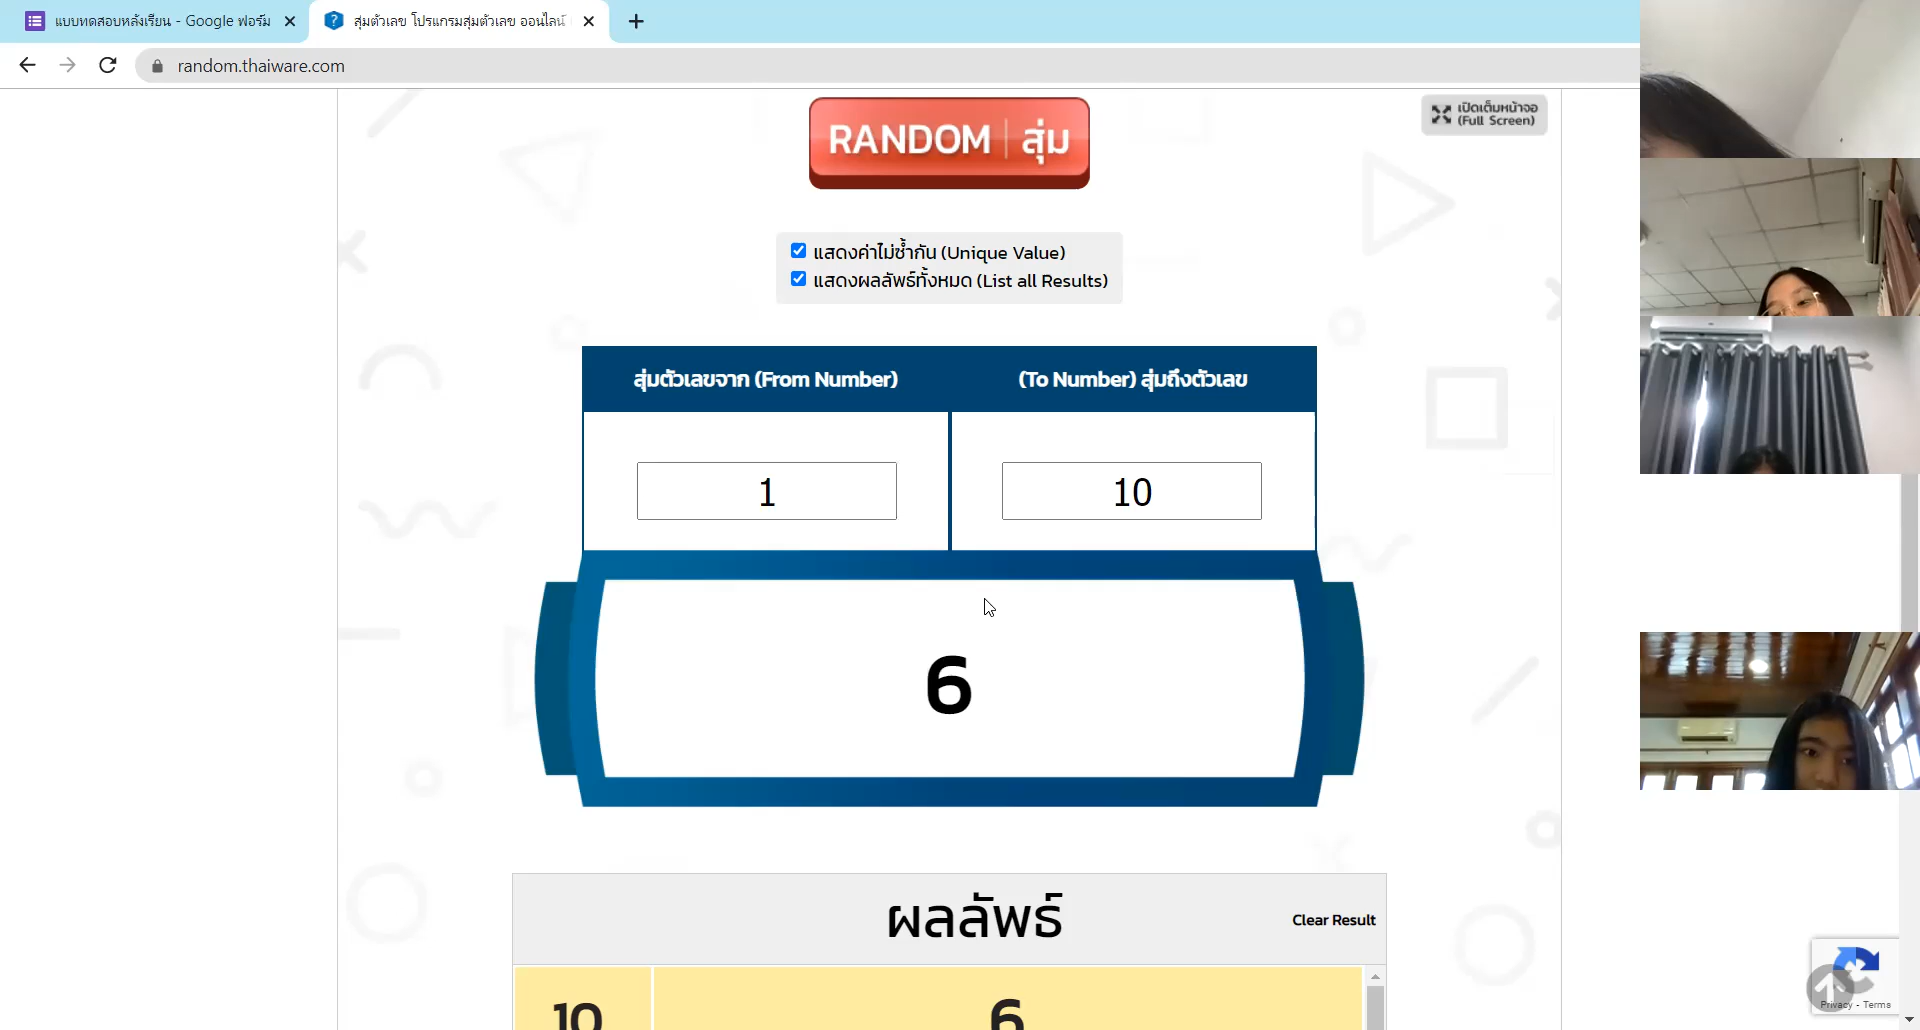 แบบทดสอบหลังเรียน - Google ฟอร์ม
สุ่มตัวเลข โปรแกรมสุ่มตัวเลข ออนไลน์
random.thaiware.com
RANDOM | สุ่ม
เปิดเต็มหน้าจอ
(Full Screen)
แสดงค่าไม่ซ้ำกัน (Unique Value)
แสดงผลลัพธ์ทั้งหมด (List all Results)
สุ่มตัวเลขจาก (From Number)
(To Number) สุ่มถึงตัวเลข
1
10
6
ผลลัพธ์
Clear Result
10
6
Privacy - Terms